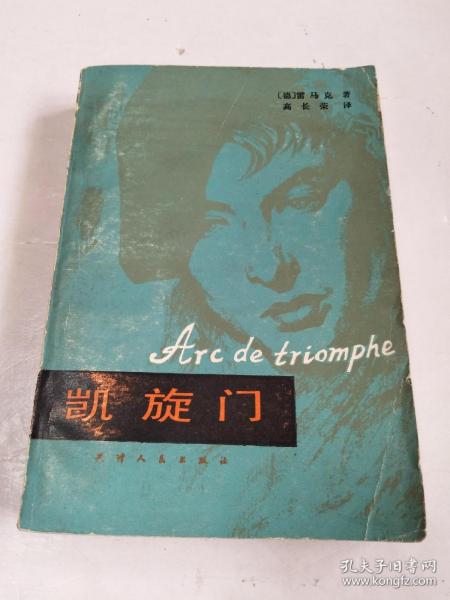 〔德〕雷马克 著
高长荣 译
Arc de triomphe
凯旋门
天津人民出版社
孔夫子旧书网
www.kongfz.com